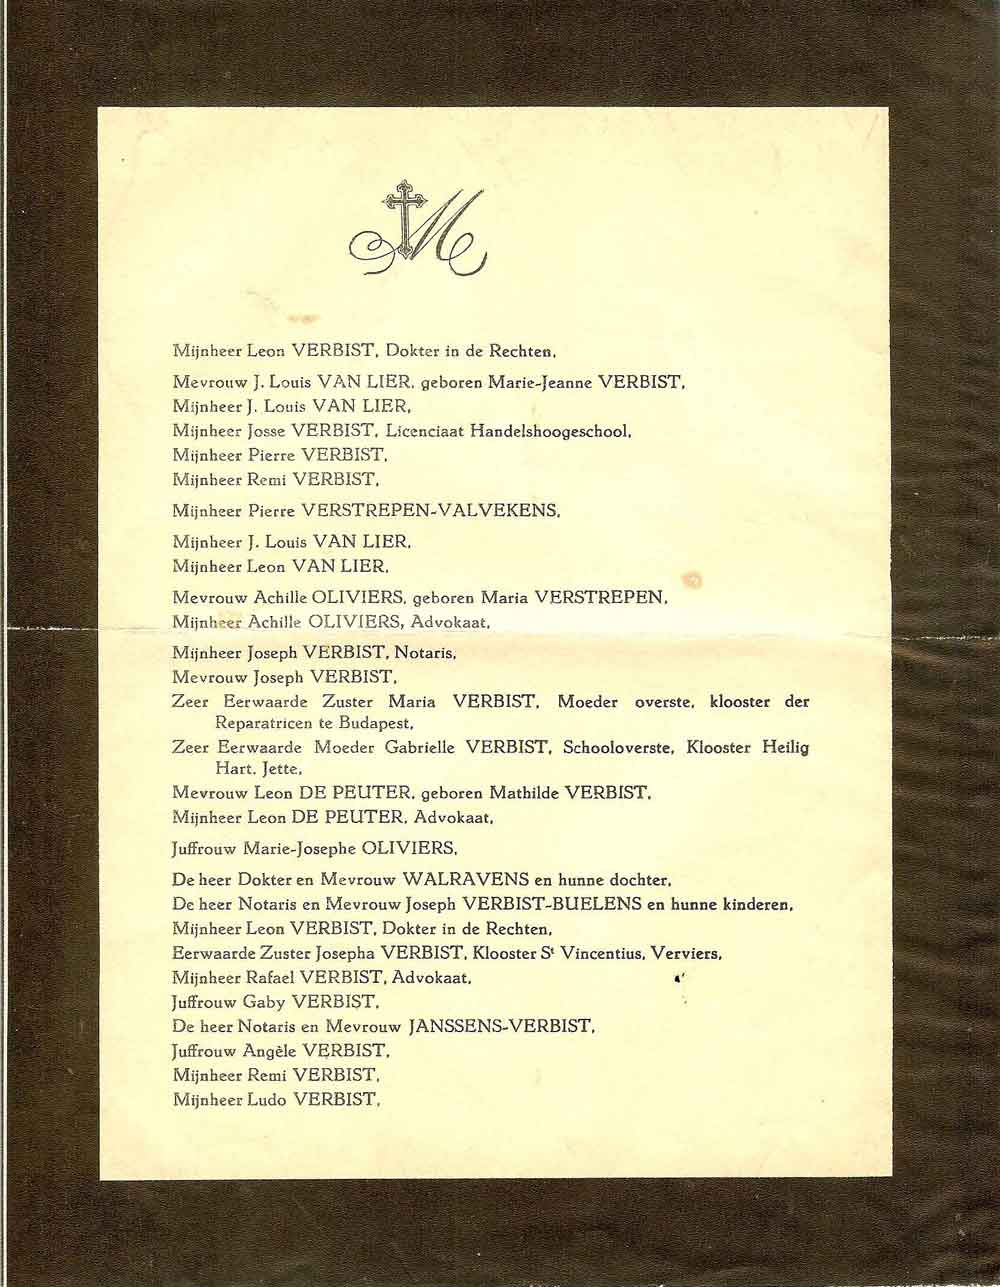 M
Mijnheer Leon VERBIST, Dokter in de Rechten,
Mevrouw J. Louis VAN LIER, geboren Marie-Jeanne VERBIST,
Mijnheer J. Louis VAN LIER,
Mijnheer Josse VERBIST, Licenciaat Handelshoogeschool,
Mijnheer Pierre VERBIST,
Mijnheer Remi VERBIST,
Mijnheer Pierre VERSTREPEN-VALVEKENS,
Mijnheer J. Louis VAN LIER,
Mijnheer Leon VAN LIER,
Mevrouw Achille OLIVIERS, geboren Maria VERSTREPEN,
Mijnheer Achille OLIVIERS, Advokaat,
Mijnheer Joseph VERBIST, Notaris,
Mevrouw Joseph VERBIST,
Zeer Eerwaarde Zuster Maria VERBIST, Moeder overste, klooster der
Reparatricen te Budapest,
Zeer Eerwaarde Moeder Gabrielle VERBIST, Schooloverste, Klooster Heilig
Hart, Jette,
Mevrouw Leon DE PEUTER, geboren Mathilde VERBIST,
Mijnheer Leon DE PEUTER, Advokaat,
Juffrouw Marie-Josephe OLIVIERS,
De heer Dokter en Mevrouw WALRAVENS en hunne dochter,
De heer Notaris en Mevrouw Joseph VERBIST-BUELENS en hunne kinderen,
Mijnheer Leon VERBIST, Dokter in de Rechten,
Eerwaarde Zuster Josepha VERBIST, Klooster St Vincentius, Verviers,
Mijnheer Rafael VERBIST, Advokaat,
Juffrouw Gaby VERBIST,
De heer Notaris en Mevrouw JANSSENS-VERBIST,
Juffrouw Angèle VERBIST,
Mijnheer Remi VERBIST,
Mijnheer Ludo VERBIST,